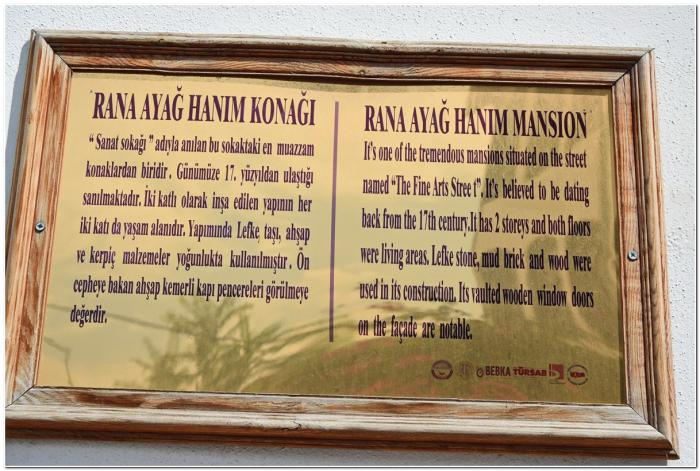 RANA AYAĞ HANIM KONAĞI
“ Sanat sokağı ” adıyla anılan bu sokaktaki en muazzam
konaklardan biridir . Günümüze 17. yüzyıldan ulaştığı
sanılmaktadır. İki katlı olarak inşa edilen yapının her
iki katı da yaşam alanıdır. Yapımında Lefke taşı, ahşap
ve kerpiç malzemeler yoğunlukta kullanılmıştır . Ön
cepheye bakan ahşap kemerli kapı pencereleri görülmeye
değerdir.
RANA AYAĞ HANIM MANSION
It's one of the tremendous mansions situated on the street
named “The Fine Arts Stree t”. It's believed to be dating
back from the 17th century.It has 2 storeys and both floors
were living areas. Lefke stone, mud brick and wood were
used in its construction. Its vaulted wooden window doors
on the façade are notable.
BEBKA TÜRSAB